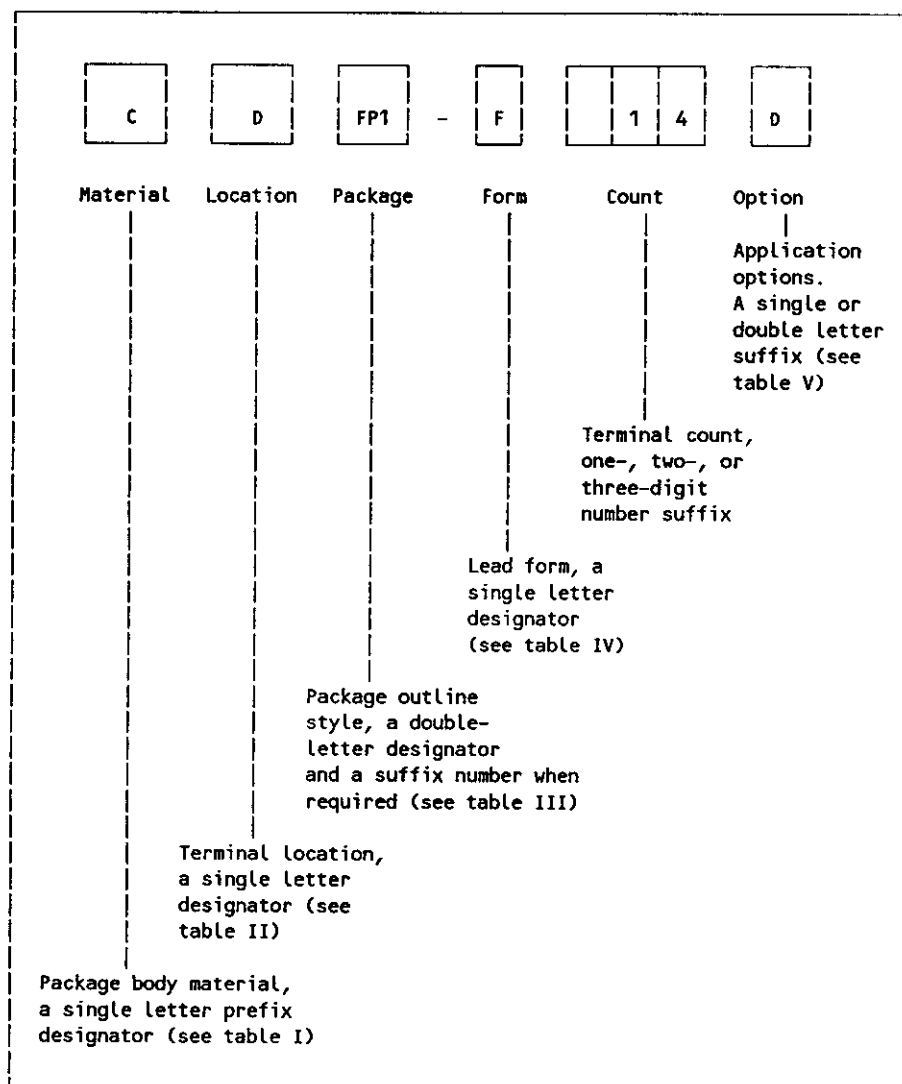 C D FP1 - F 1 4 D
Material Location Package Form Count Option
Application
options.
A single or
double letter
suffix (see
table V)
Terminal count,
one-, two-, or
three-digit
number suffix
Lead form, a
single letter
designator
(see table IV)
Package outline
style, a double-
letter designator
and a suffix number when
required (see table III)
Terminal location,
a single letter
designator (see
table II)
Package body material,
a single letter prefix
designator (see table I)